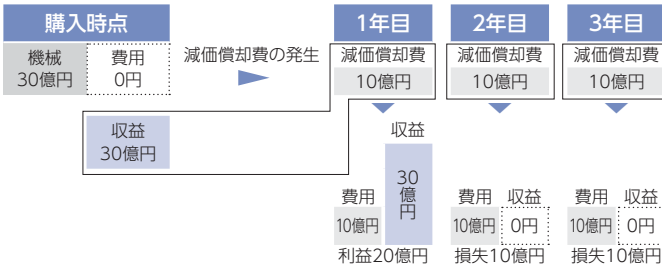 購入時点
機械
30億円
費用
0円
減価償却費の発生
収益
30億円
1年目
減価償却費
10億円
収益
30億円
費用
10億円
利益20億円
2年目
減価償却費
10億円
費用 収益
10億円 0円
損失10億円
3年目
減価償却費
10億円
費用 収益
10億円 0円
損失10億円